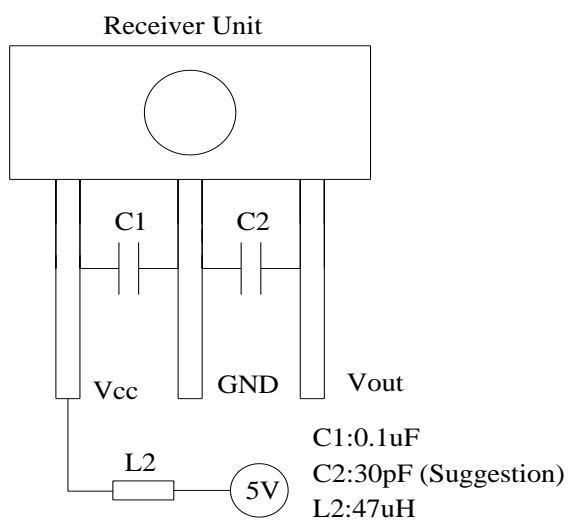 Receiver Unit
C1
C2
Vcc
GND
Vout
L2
5V
C1:0.1uF
C2:30pF (Suggestion)
L2:47uH